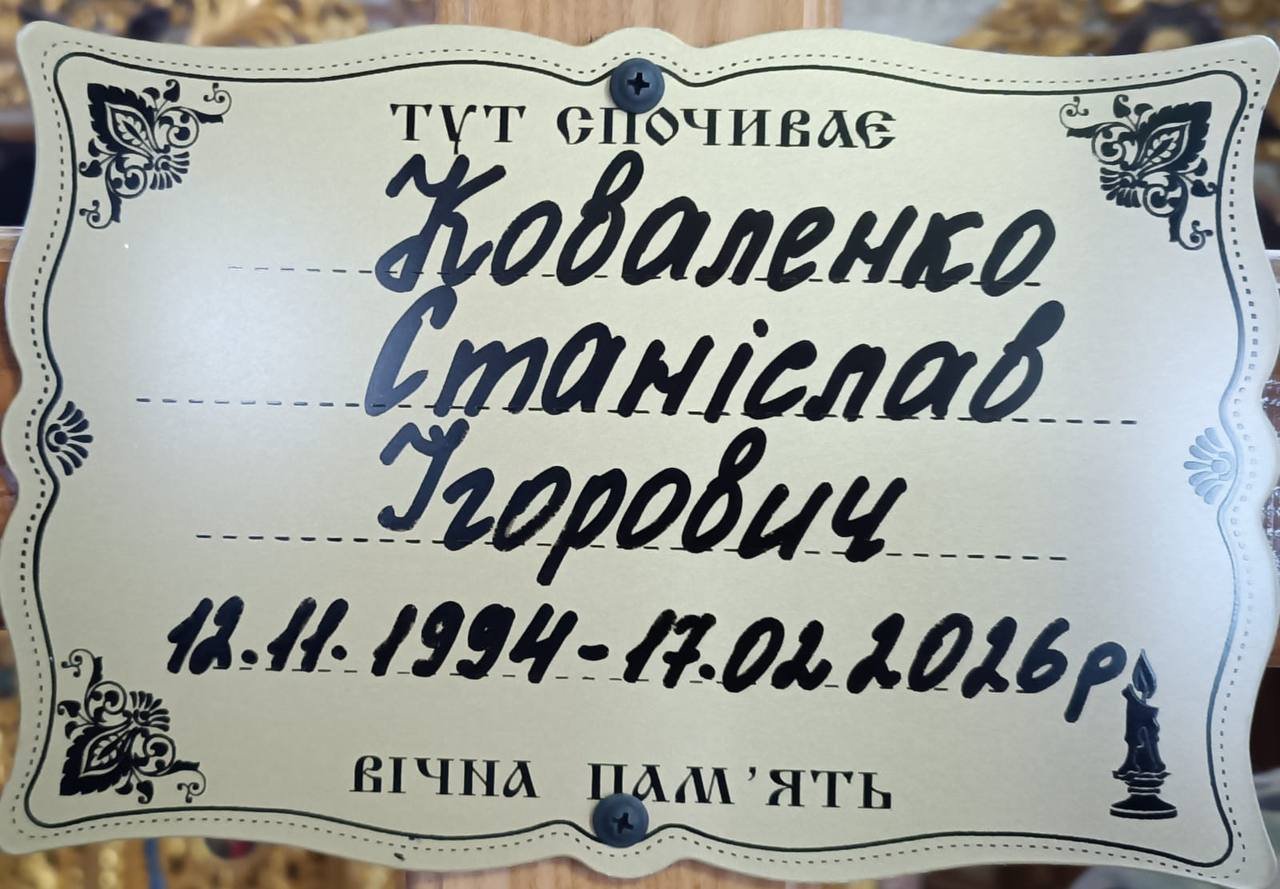 ТУТ СПОЧИВАЄ
Коваленко
Станіслав
Ігорович
12.11.1994-17.02 2026р
ВІЧНА ПАМ'ЯТЬ